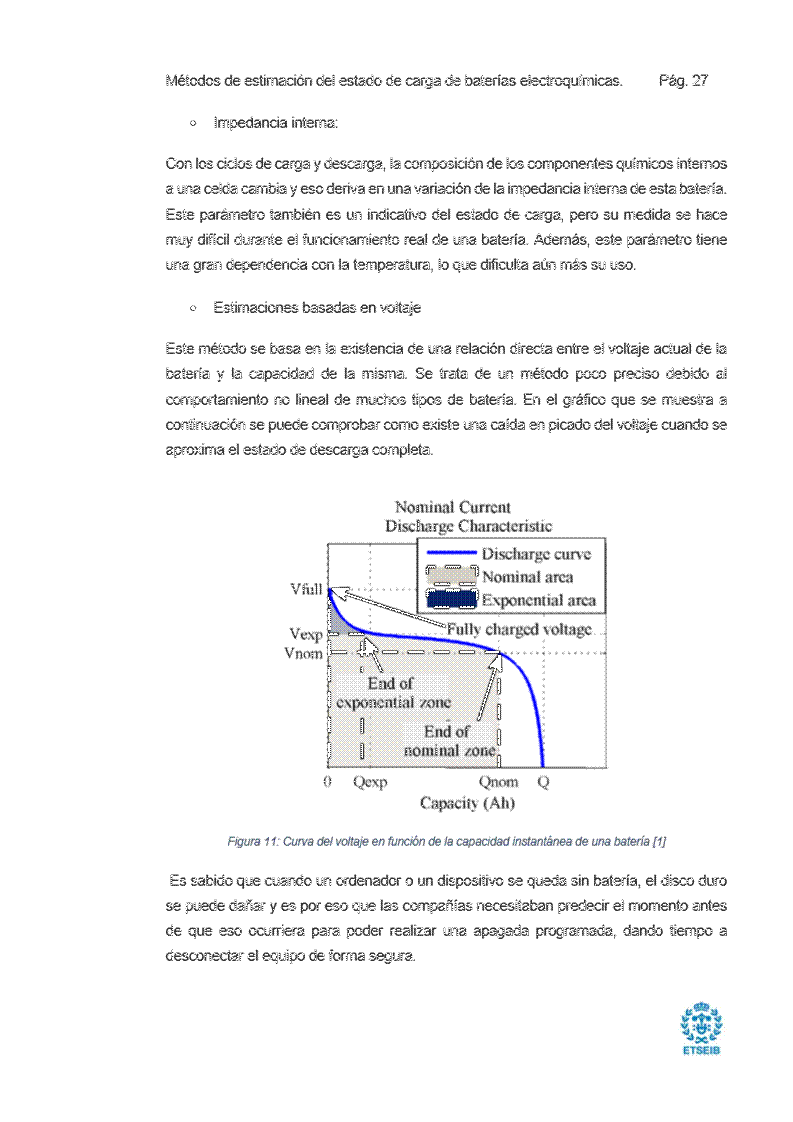 Métodos de estimación del estado de carga de baterías electroquímicas. Pág. 27
○ Impedancia interna:
Con los ciclos de carga y descarga, la composición de los componentes químicos internos
a una celda cambia y eso deriva en una variación de la impedancia interna de esta batería.
Este parámetro también es un indicativo del estado de carga, pero su medida se hace
muy difícil durante el funcionamiento real de una batería. Además, este parámetro tiene
una gran dependencia con la temperatura, lo que dificulta aún más su uso.
○ Estimaciones basadas en voltaje
Este método se basa en la existencia de una relación directa entre el voltaje actual de la
batería y la capacidad de la misma. Se trata de un método poco preciso debido al
comportamiento no lineal de muchos tipos de batería. En el gráfico que se muestra a
continuación se puede comprobar como existe una caída en picado del voltaje cuando se
aproxima el estado de descarga completa.
Nominal Current
Discharge Characteristic
Discharge curve
Nominal area
Exponential area
Vfull
Fully charged voltage
Vexp
Vnom
End of
exponential zone
End of
nominal zone
0 Qexp Qnom Q
Capacity (Ah)
Figura 11: Curva del voltaje en función de la capacidad instantánea de una batería [1]
Es sabido que cuando un ordenador o un dispositivo se queda sin batería, el disco duro
se puede dañar y es por eso que las compañías necesitaban predecir el momento antes
de que eso ocurriera para poder realizar una apagada programada, dando tiempo a
desconectar el equipo de forma segura.
ETSEIB